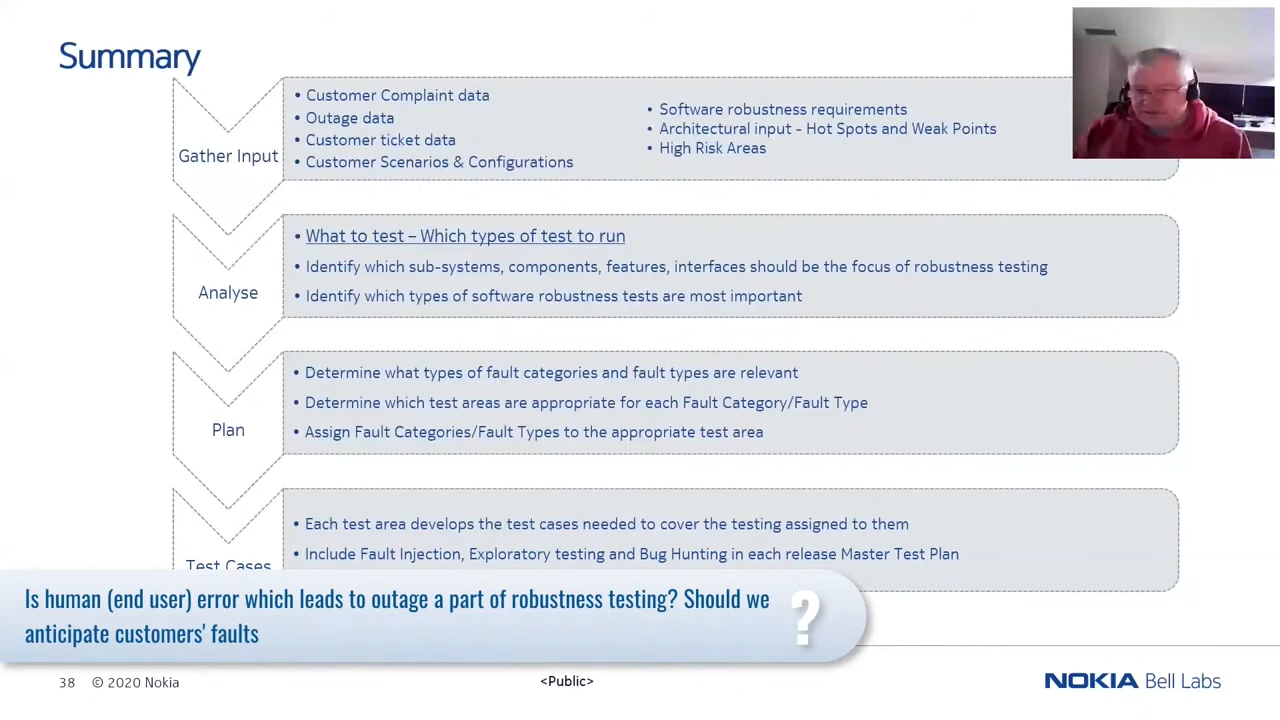 Summary
Gather Input
• Customer Complaint data
• Outage data
• Customer ticket data
• Customer Scenarios & Configurations
• Software robustness requirements
• Architectural input - Hot Spots and Weak Points
• High Risk Areas
Analyse
• What to test – Which types of test to run
• Identify which sub-systems, components, features, interfaces should be the focus of robustness testing
• Identify which types of software robustness tests are most important
Plan
• Determine what types of fault categories and fault types are relevant
• Determine which test areas are appropriate for each Fault Category/Fault Type
• Assign Fault Categories/Fault Types to the appropriate test area
Test Cases
• Each test area develops the test cases needed to cover the testing assigned to them
• Include Fault Injection, Exploratory testing and Bug Hunting in each release Master Test Plan
Is human (end user) error which leads to outage a part of robustness testing? Should we
anticipate customers' faults
?
38 © 2020 Nokia
<Public>
NOKIA Bell Labs